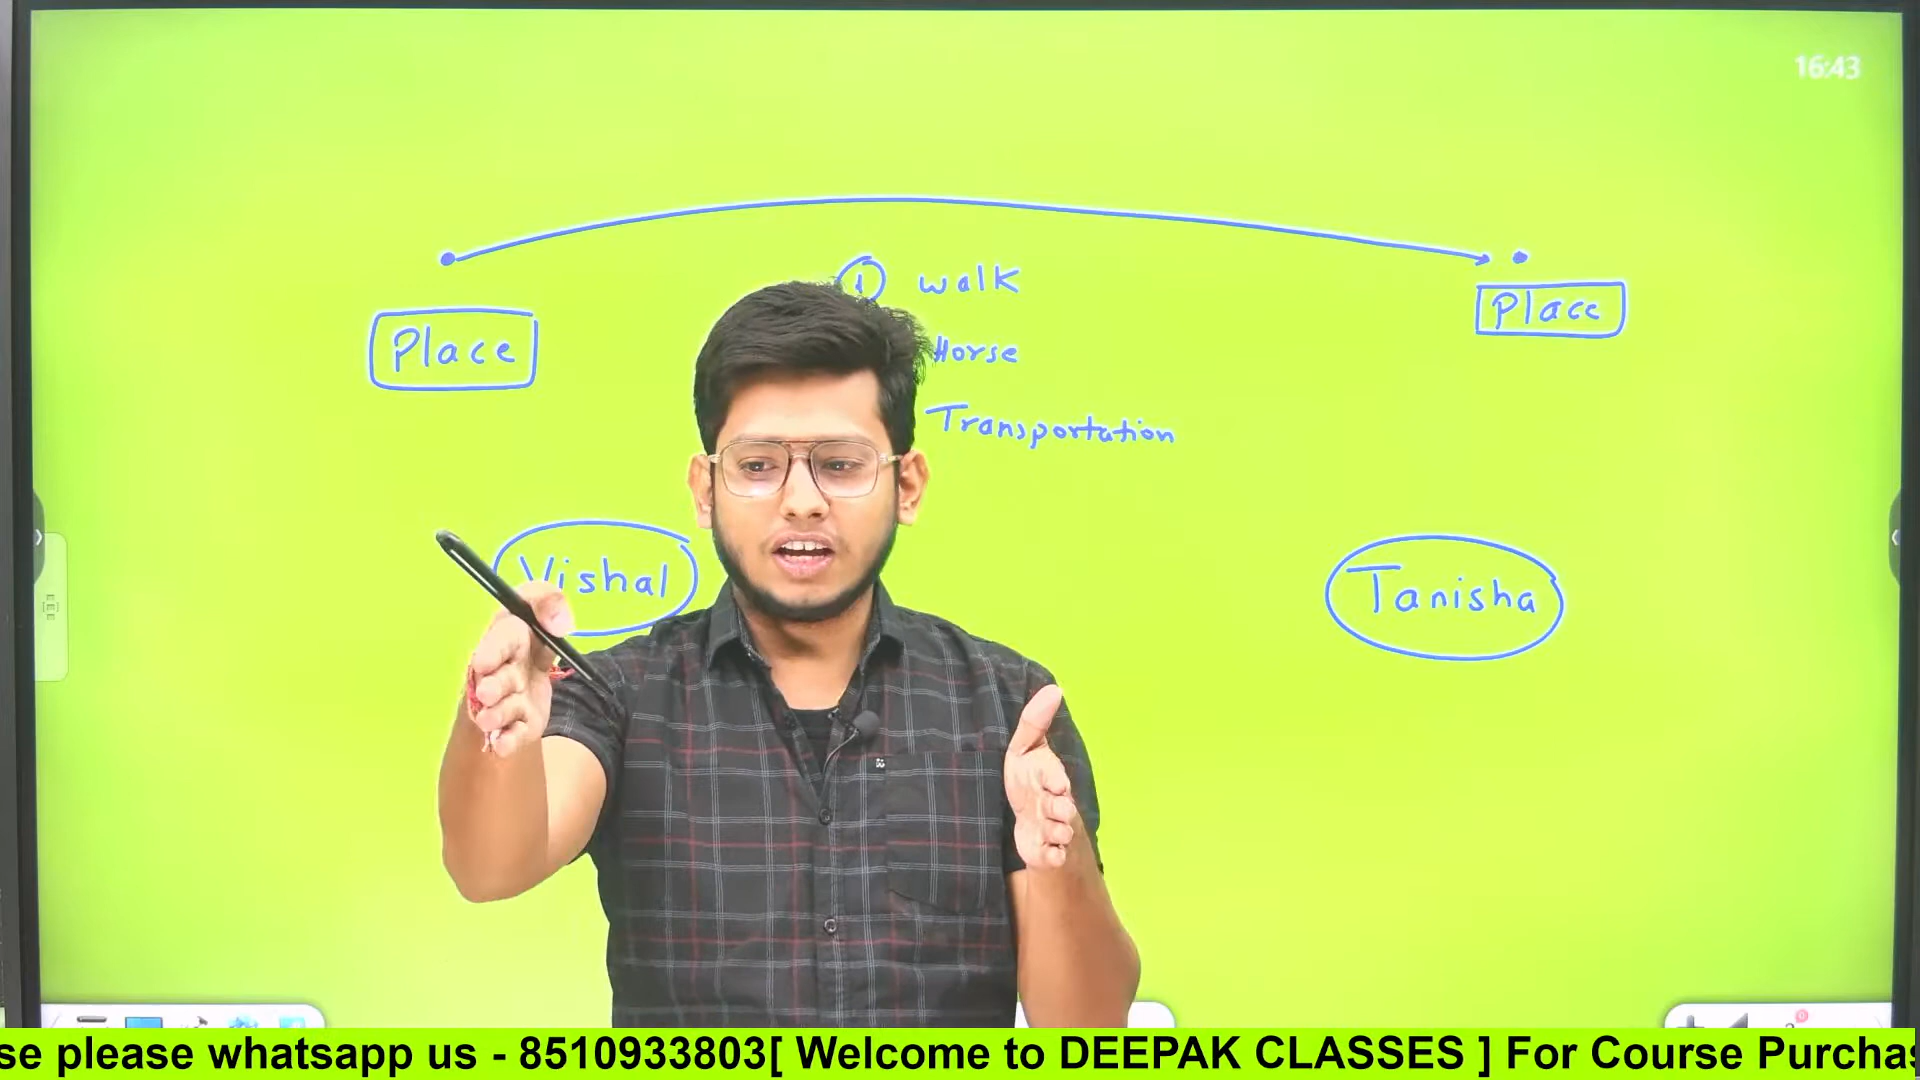 16:43
① walk
Place
Place
Horse
Transportation
Vishal
Tanisha
se please whatsapp us - 8510933803[ Welcome to DEEPAK CLASSES ] For Course Purchas